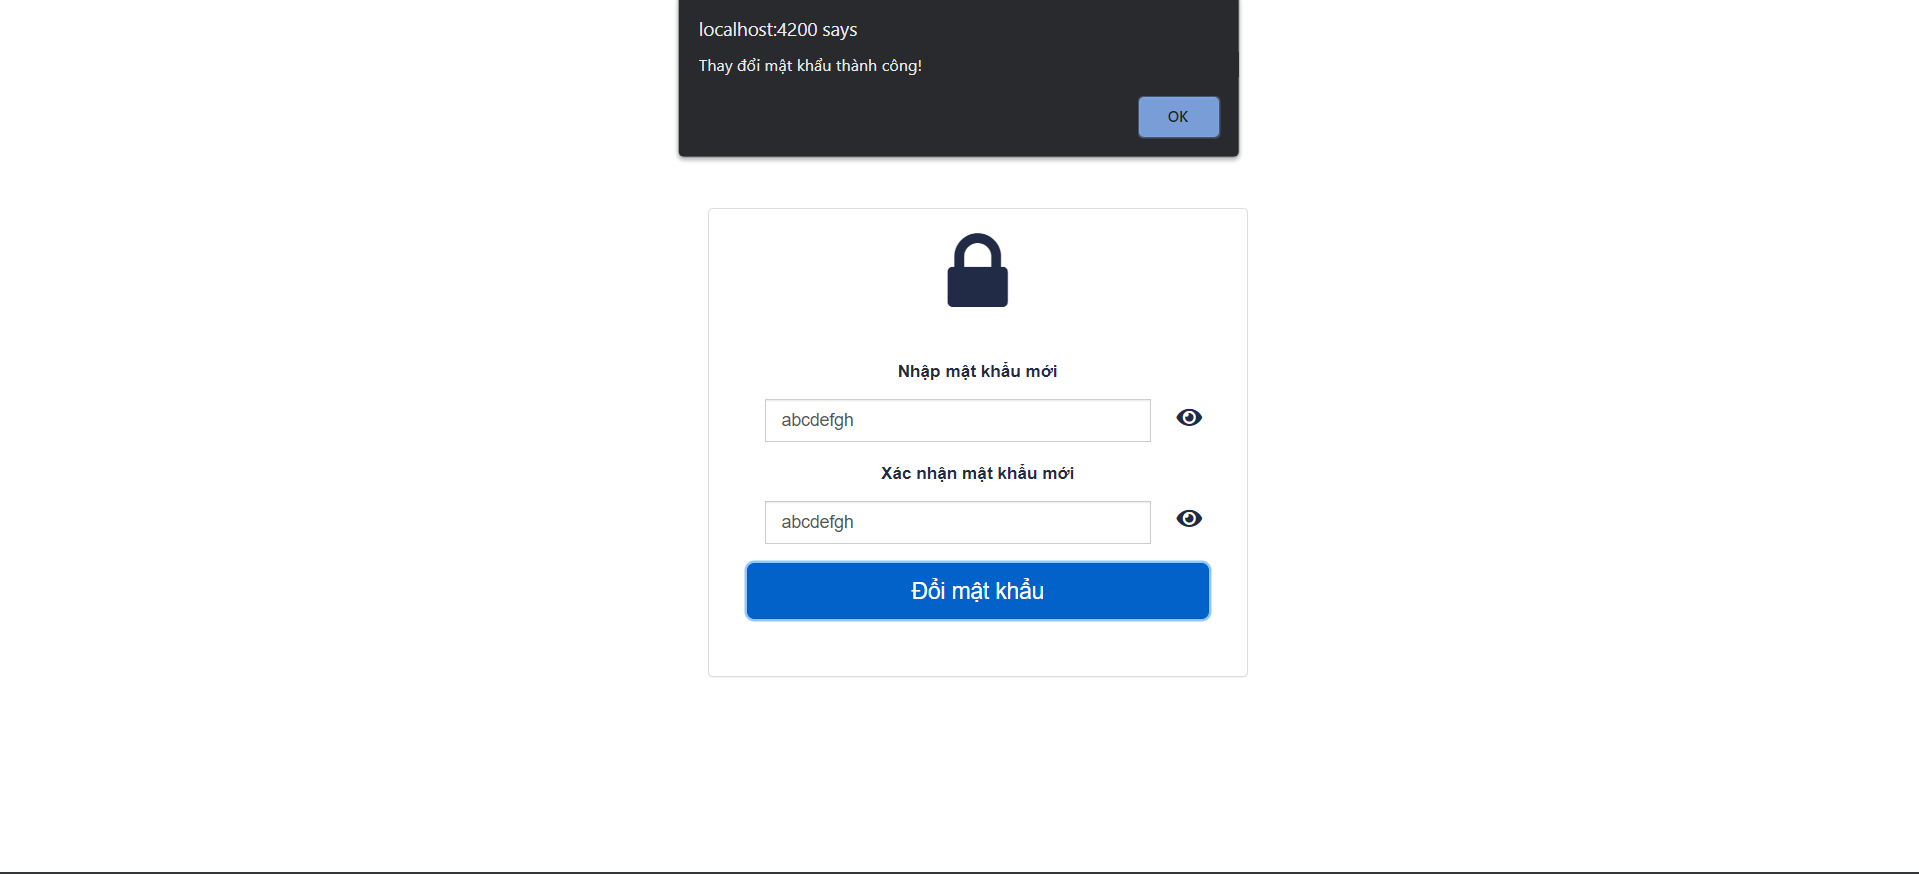 localhost:4200 says
Thay đổi mật khẩu thành công!
OK
Nhập mật khẩu mới
abcdefgh
Xác nhận mật khẩu mới
abcdefgh
Đổi mật khẩu